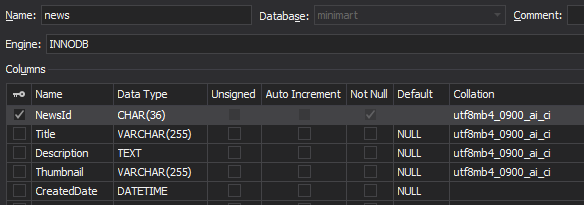 Name: news Database: minimart Comment:
Engine: INNODB
Columns
Name Data Type Unsigned Auto Increment Not Null Default Collation
NewsId CHAR(36) utf8mb4_0900_ai_ci
Title VARCHAR(255) NULL utf8mb4_0900_ai_ci
Description TEXT NULL utf8mb4_0900_ai_ci
Thumbnail VARCHAR(255) NULL utf8mb4_0900_ai_ci
CreatedDate DATETIME NULL